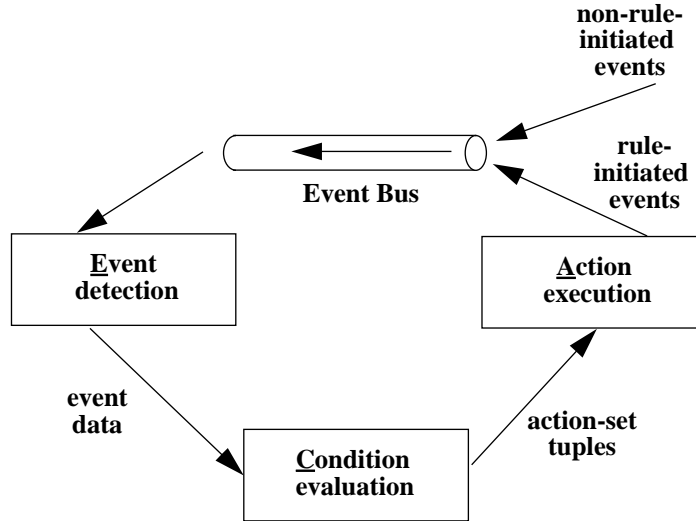 non-rule-
initiated
events
Event Bus
rule-
initiated
events
Event
detection
Action
execution
event
data
action-set
tuples
Condition
evaluation